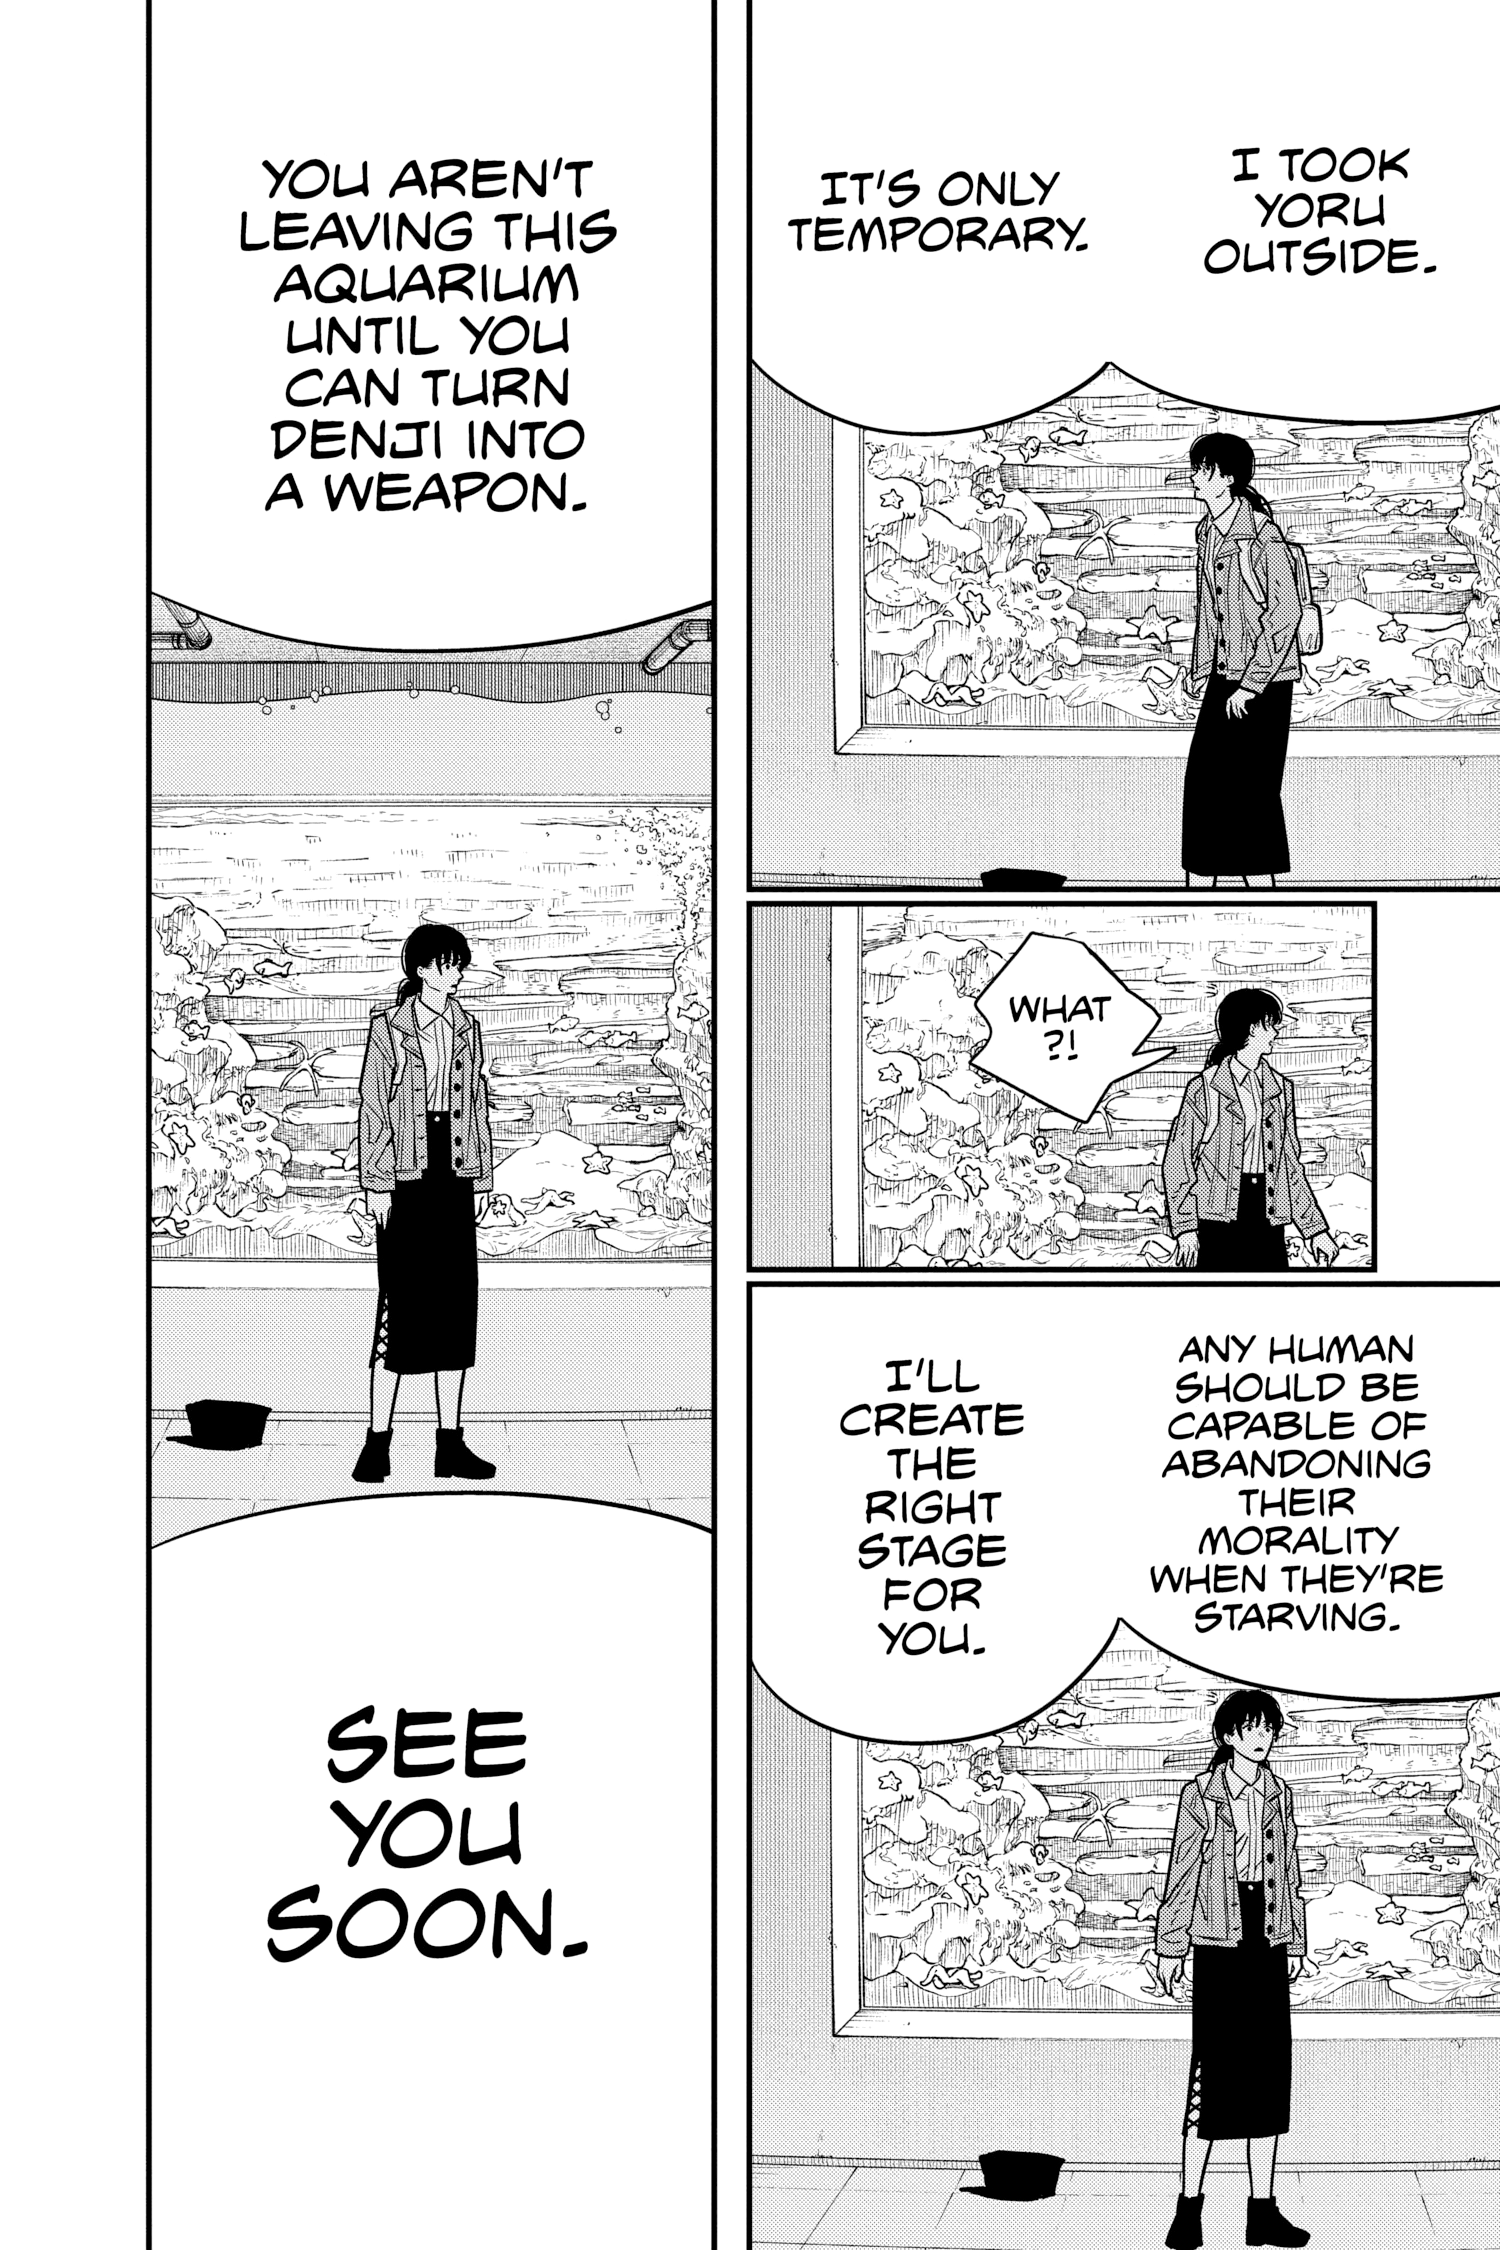 I TOOK
YORU
OUTSIDE.
IT'S ONLY
TEMPORARY.
WHAT
?!
ANY HUMAN
SHOULD BE
CAPABLE OF
ABANDONING
THEIR
MORALITY
WHEN THEY'RE
STARVING.
I'LL
CREATE
THE
RIGHT
STAGE
FOR
YOU.
YOU AREN'T
LEAVING THIS
AQUARIUM
UNTIL YOU
CAN TURN
DENJI INTO
A WEAPON.
SEE
YOU
SOON.